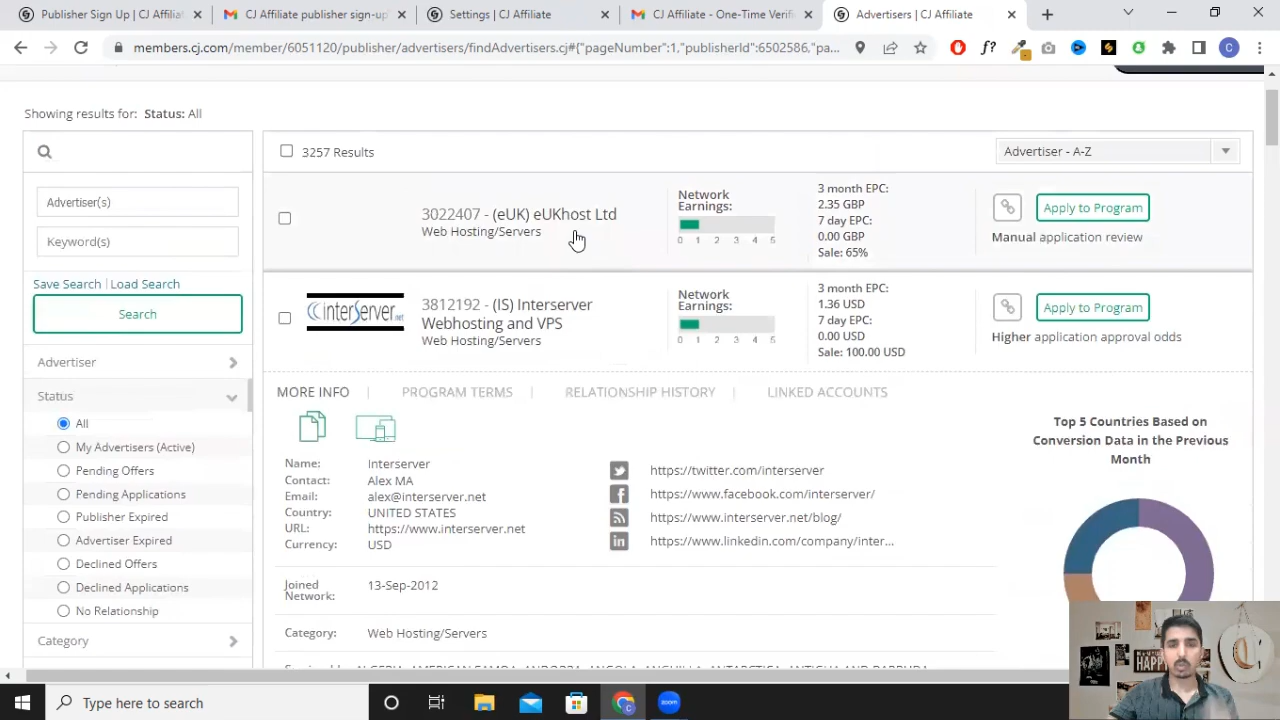 Publisher Sign Up | CJ Affiliat
CJ Affiliate publisher sign-up
Settings | CJ Affiliate
CJ Affiliate - One-Time Verifi
Advertisers | CJ Affiliate
members.cj.com/member/6051120/publisher/advertisers/findAdvertisers.cj#{"pageNumber":1,"publisherId":6502586,"pa...
f?
C
Showing results for: Status: All
3257 Results
Advertiser - A-Z
Advertiser(s)
Keyword(s)
Save Search | Load Search
Search
Advertiser
Status
All
My Advertisers (Active)
Pending Offers
Pending Applications
Publisher Expired
Advertiser Expired
Declined Offers
Declined Applications
No Relationship
Category
3022407 - (eUK) eUKhost Ltd
Web Hosting/Servers
Network
Earnings:
0 1 2 3 4 5
3 month EPC:
2.35 GBP
7 day EPC:
0.00 GBP
Sale: 65%
Apply to Program
Manual application review
interServer.net
3812192 - (IS) Interserver
Webhosting and VPS
Web Hosting/Servers
Network
Earnings:
0 1 2 3 4 5
3 month EPC:
1.36 USD
7 day EPC:
0.00 USD
Sale: 100.00 USD
Apply to Program
Higher application approval odds
MORE INFO | PROGRAM TERMS | RELATIONSHIP HISTORY | LINKED ACCOUNTS
Name: Interserver
Contact: Alex MA
Email: alex@interserver.net
Country: UNITED STATES
URL: https://www.interserver.net
Currency: USD
https://twitter.com/interserver
https://www.facebook.com/interserver/
https://www.interserver.net/blog/
https://www.linkedin.com/company/inter...
Top 5 Countries Based on
Conversion Data in the Previous
Month
Joined
Network: 13-Sep-2012
Category: Web Hosting/Servers
HAPPY
Type here to search
zoom